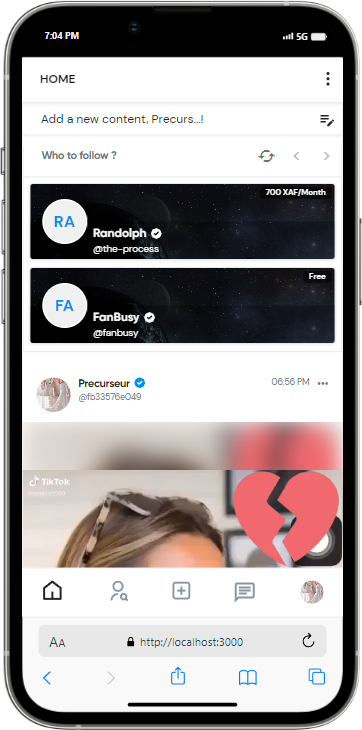 7:04 PM 5G
HOME
Add a new content, Precurs...!
Who to follow ?
700 XAF/Month
RA
Randolph
@the-process
Free
FA
FanBusy
@fanbusy
Precurseur 06:56 PM
@fb33576e049
TikTok
AA http://localhost:3000